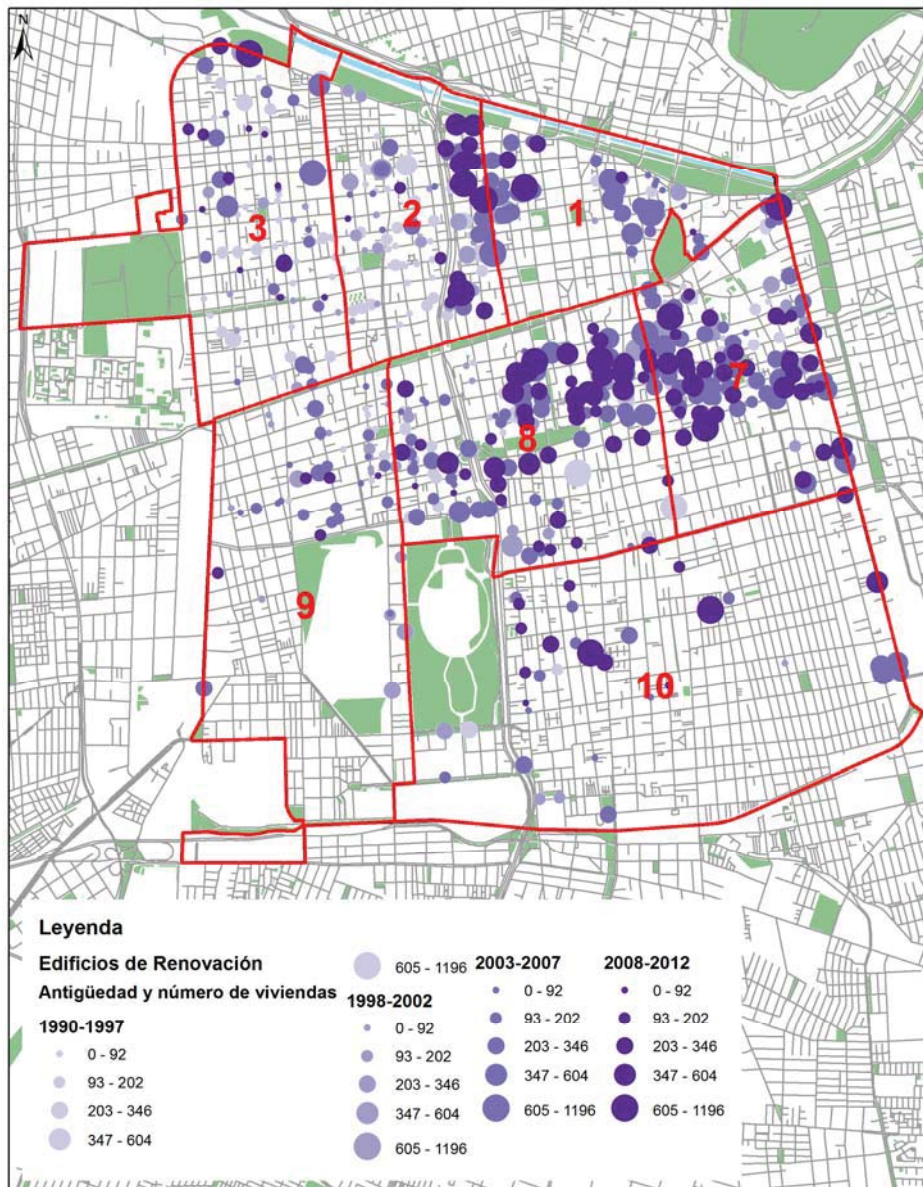 N
3
2
1
7
8
9
10
Leyenda
Edificios de Renovación
Antigüedad y número de viviendas
1990-1997
0 - 92
93 - 202
203 - 346
347 - 604
605 - 1196
1998-2002
0 - 92
93 - 202
203 - 346
347 - 604
605 - 1196
2003-2007
0 - 92
93 - 202
203 - 346
347 - 604
605 - 1196
2008-2012
0 - 92
93 - 202
203 - 346
347 - 604
605 - 1196